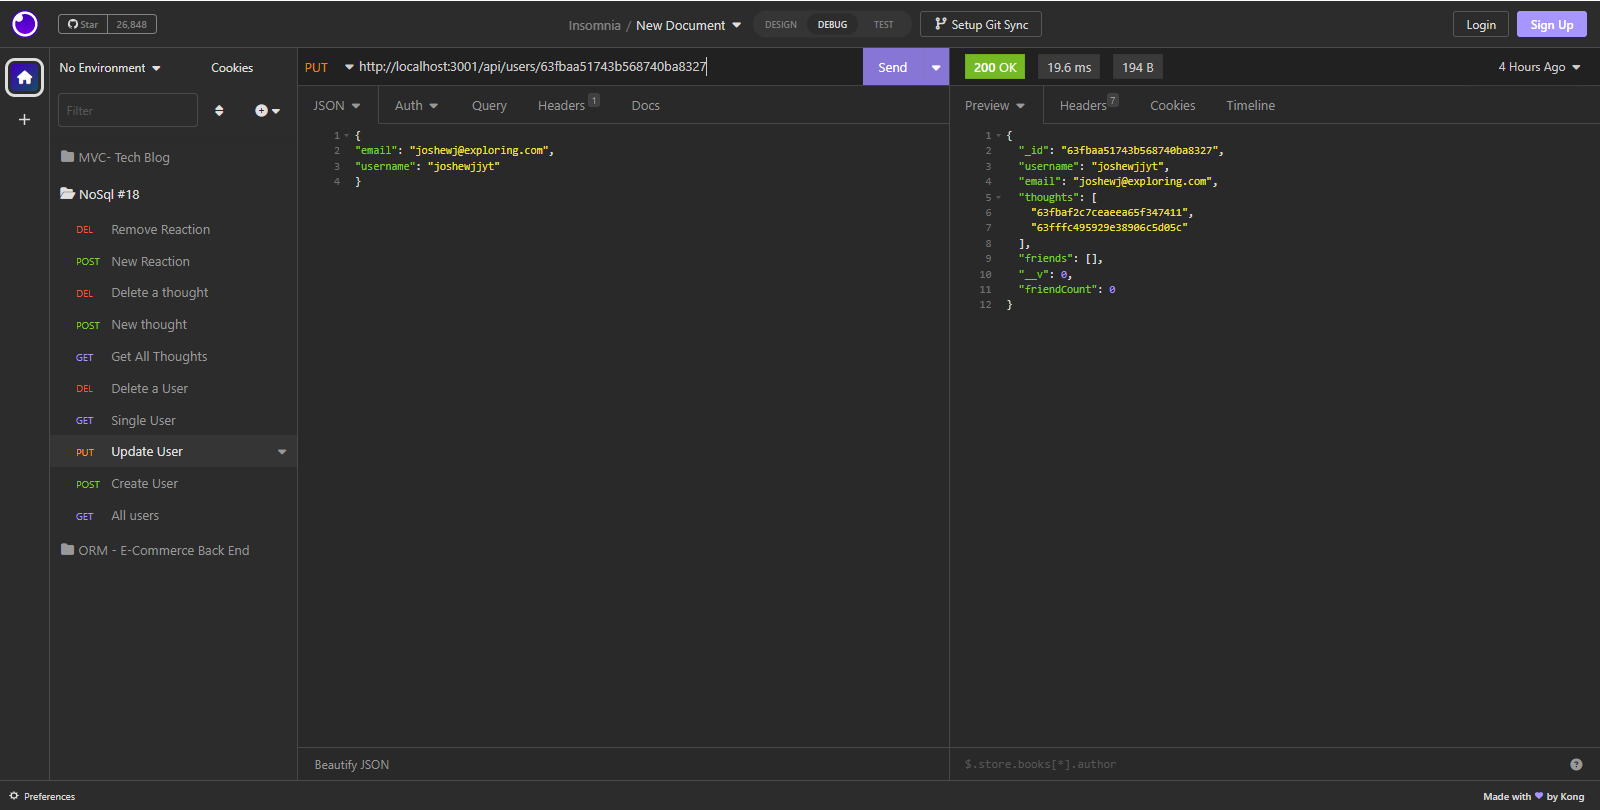 Star 26,848
Insomnia / New Document
DESIGN DEBUG TEST
Setup Git Sync
Login
Sign Up
No Environment
Cookies
Filter
MVC- Tech Blog
NoSql #18
DEL Remove Reaction
POST New Reaction
DEL Delete a thought
POST New thought
GET Get All Thoughts
DEL Delete a User
GET Single User
PUT Update User
POST Create User
GET All users
ORM - E-Commerce Back End
PUT http://localhost:3001/api/users/63fbaa51743b568740ba8327
Send
JSON Auth Query Headers 1 Docs
1 {
2 "email": "joshewj@exploring.com",
3 "username": "joshewjjyt"
4 }
Beautify JSON
200 OK 19.6 ms 194 B
4 Hours Ago
Preview Headers 7 Cookies Timeline
1 {
2 "_id": "63fbaa51743b568740ba8327",
3 "username": "joshewjjyt",
4 "email": "joshewj@exploring.com",
5 "thoughts": [
6 "63fbaf2c7ceaeea65f347411",
7 "63fffc495929e38906c5d05c"
8 ],
9 "friends": [],
10 "__v": 0,
11 "friendCount": 0
12 }
$.store.books[*].author
?
Preferences
Made with ♥ by Kong